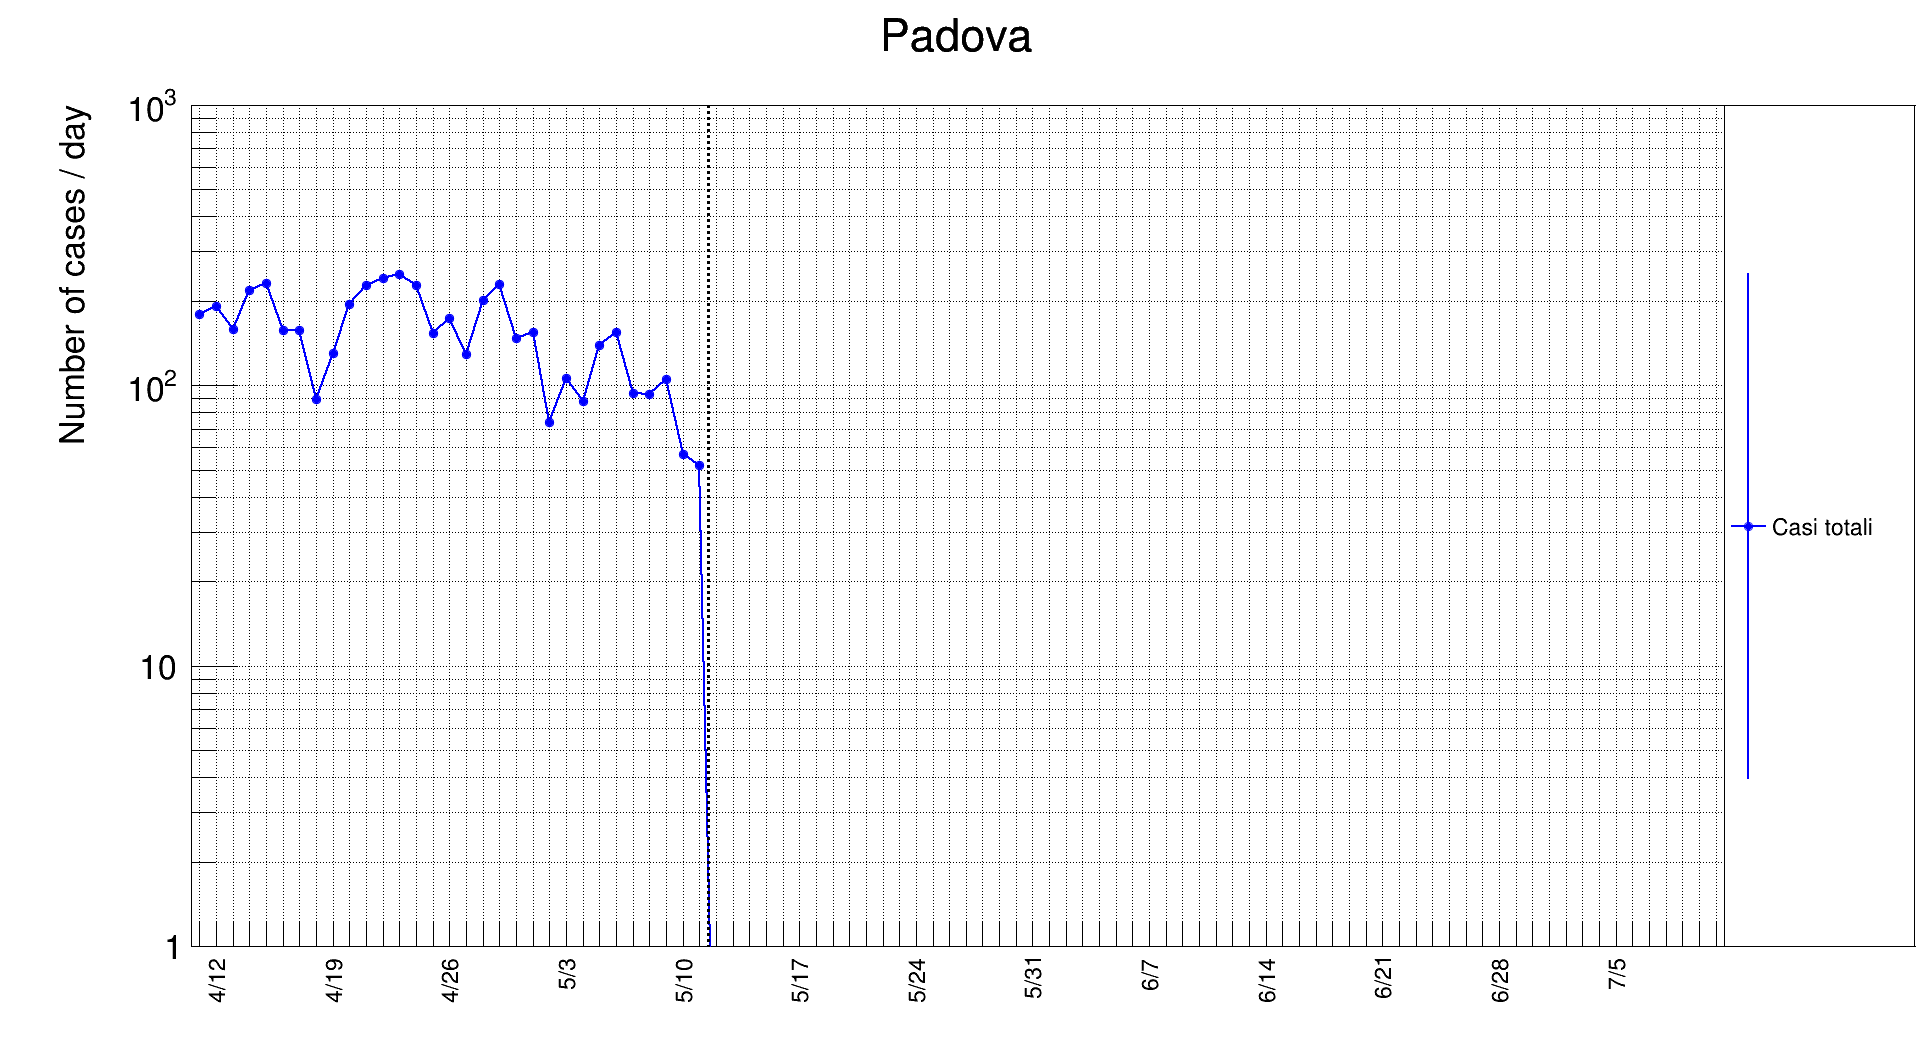 Padova
Number of cases / day
10³
10²
10
1
4/12 4/19 4/26 5/3 5/10 5/17 5/24 5/31 6/7 6/14 6/21 6/28 7/5
Casi totali